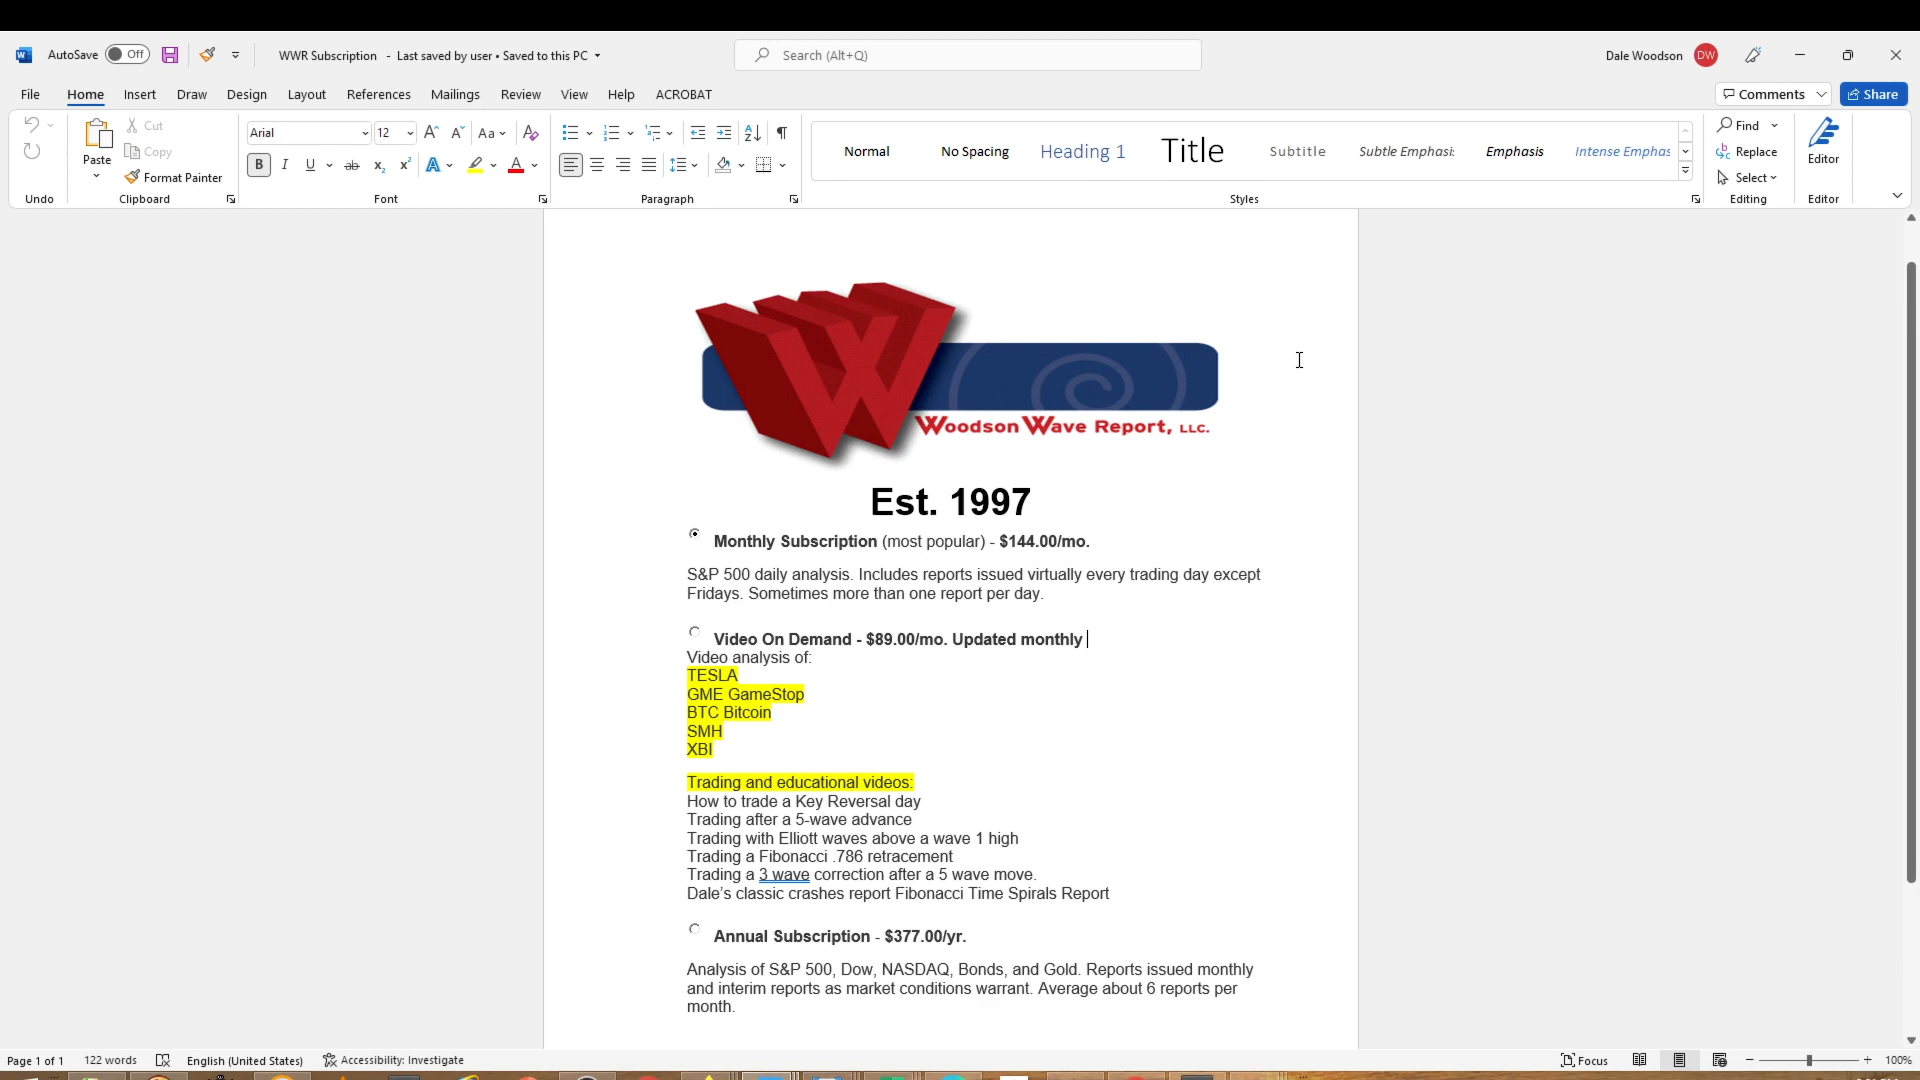 AutoSave Off WWR Subscription - Last saved by user • Saved to this PC Search (Alt+Q) Dale Woodson DW
File Home Insert Draw Design Layout References Mailings Review View Help ACROBAT Comments Share
Arial 12 Aa
Cut
Copy
Paste
Format Painter
Normal No Spacing Heading 1 Title Subtitle Subtle Emphasis Emphasis Intense Emphas
Find
Replace
Select
Editor
Undo Clipboard Font Paragraph Styles Editing Editor
W
Woodson Wave Report, LLC.
Est. 1997
Monthly Subscription (most popular) - $144.00/mo.
S&P 500 daily analysis. Includes reports issued virtually every trading day except
Fridays. Sometimes more than one report per day.
Video On Demand - $89.00/mo. Updated monthly
Video analysis of:
TESLA
GME GameStop
BTC Bitcoin
SMH
XBI
Trading and educational videos:
How to trade a Key Reversal day
Trading after a 5-wave advance
Trading with Elliott waves above a wave 1 high
Trading a Fibonacci .786 retracement
Trading a 3 wave correction after a 5 wave move.
Dale's classic crashes report Fibonacci Time Spirals Report
Annual Subscription - $377.00/yr.
Analysis of S&P 500, Dow, NASDAQ, Bonds, and Gold. Reports issued monthly
and interim reports as market conditions warrant. Average about 6 reports per
month.
Page 1 of 1 122 words English (United States) Accessibility: Investigate Focus 100%